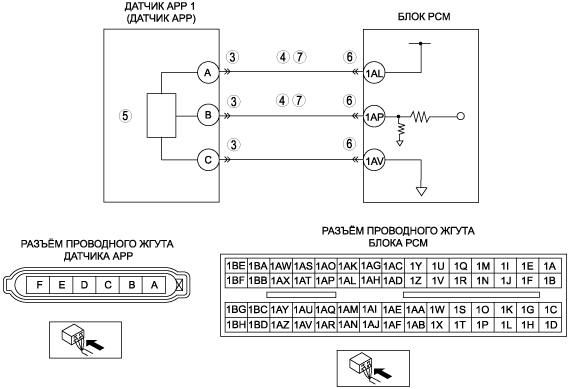 ДАТЧИК APP 1
(ДАТЧИК APP)
БЛОК PCM
3 4 7 6
A 1AL
3 4 7 6
5 B 1AP
3 6
C 1AV
РАЗЪЁМ ПРОВОДНОГО ЖГУТА
ДАТЧИКА APP
F E D C B A
РАЗЪЁМ ПРОВОДНОГО ЖГУТА
БЛОКА PCM
1BE 1BA 1AW 1AS 1AO 1AK 1AG 1AC 1Y 1U 1Q 1M 1I 1E 1A
1BF 1BB 1AX 1AT 1AP 1AL 1AH 1AD 1Z 1V 1R 1N 1J 1F 1B
1BG 1BC 1AY 1AU 1AQ 1AM 1AI 1AE 1AA 1W 1S 1O 1K 1G 1C
1BH 1BD 1AZ 1AV 1AR 1AN 1AJ 1AF 1AB 1X 1T 1P 1L 1H 1D